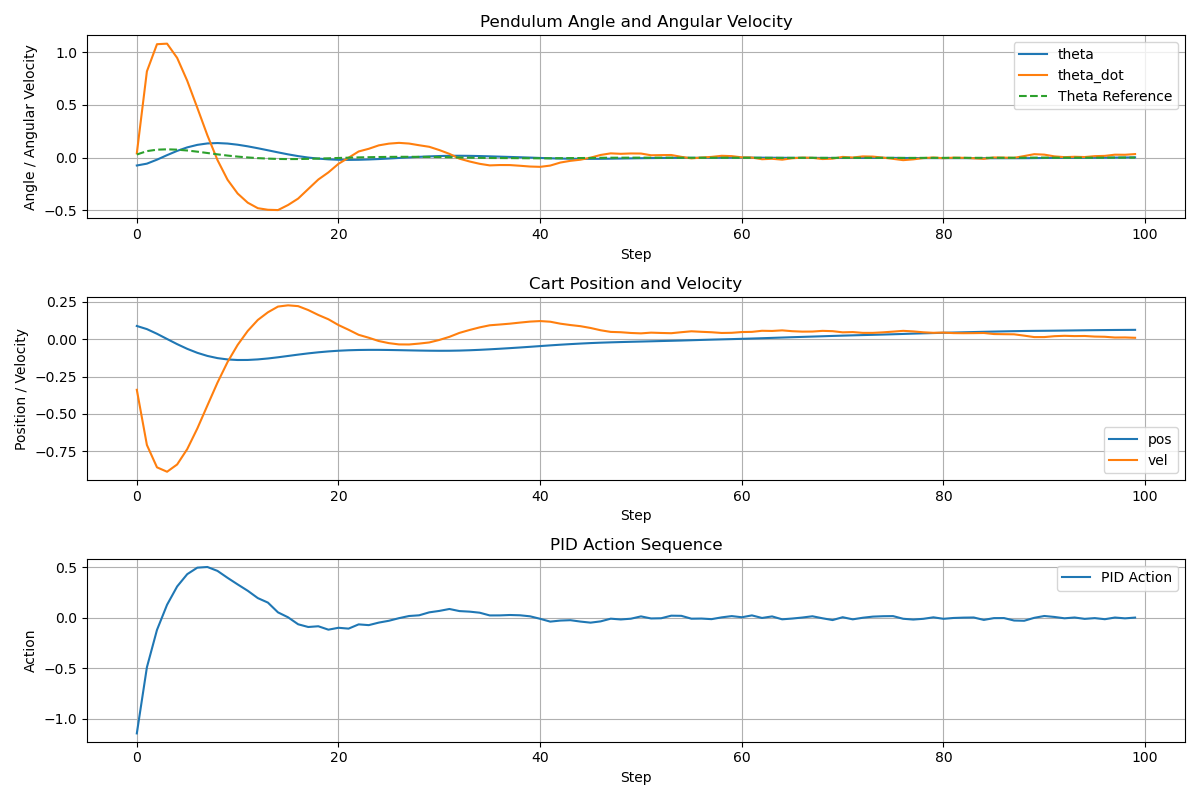 Pendulum Angle and Angular Velocity
Angle / Angular Velocity
1.0
0.5
0.0
−0.5
theta
theta_dot
Theta Reference
0 20 40 60 80 100
Step
Cart Position and Velocity
Position / Velocity
0.25
0.00
−0.25
−0.50
−0.75
pos
vel
0 20 40 60 80 100
Step
PID Action Sequence
Action
0.5
0.0
−0.5
−1.0
PID Action
0 20 40 60 80 100
Step